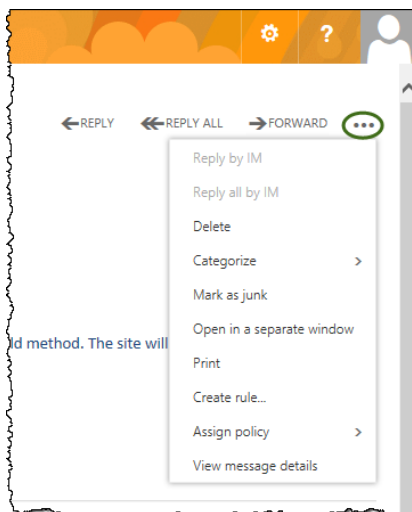 ?
REPLY REPLY ALL FORWARD
Reply by IM
Reply all by IM
Delete
Categorize
Mark as junk
Open in a separate window
ld method. The site will
Print
Create rule...
Assign policy
View message details